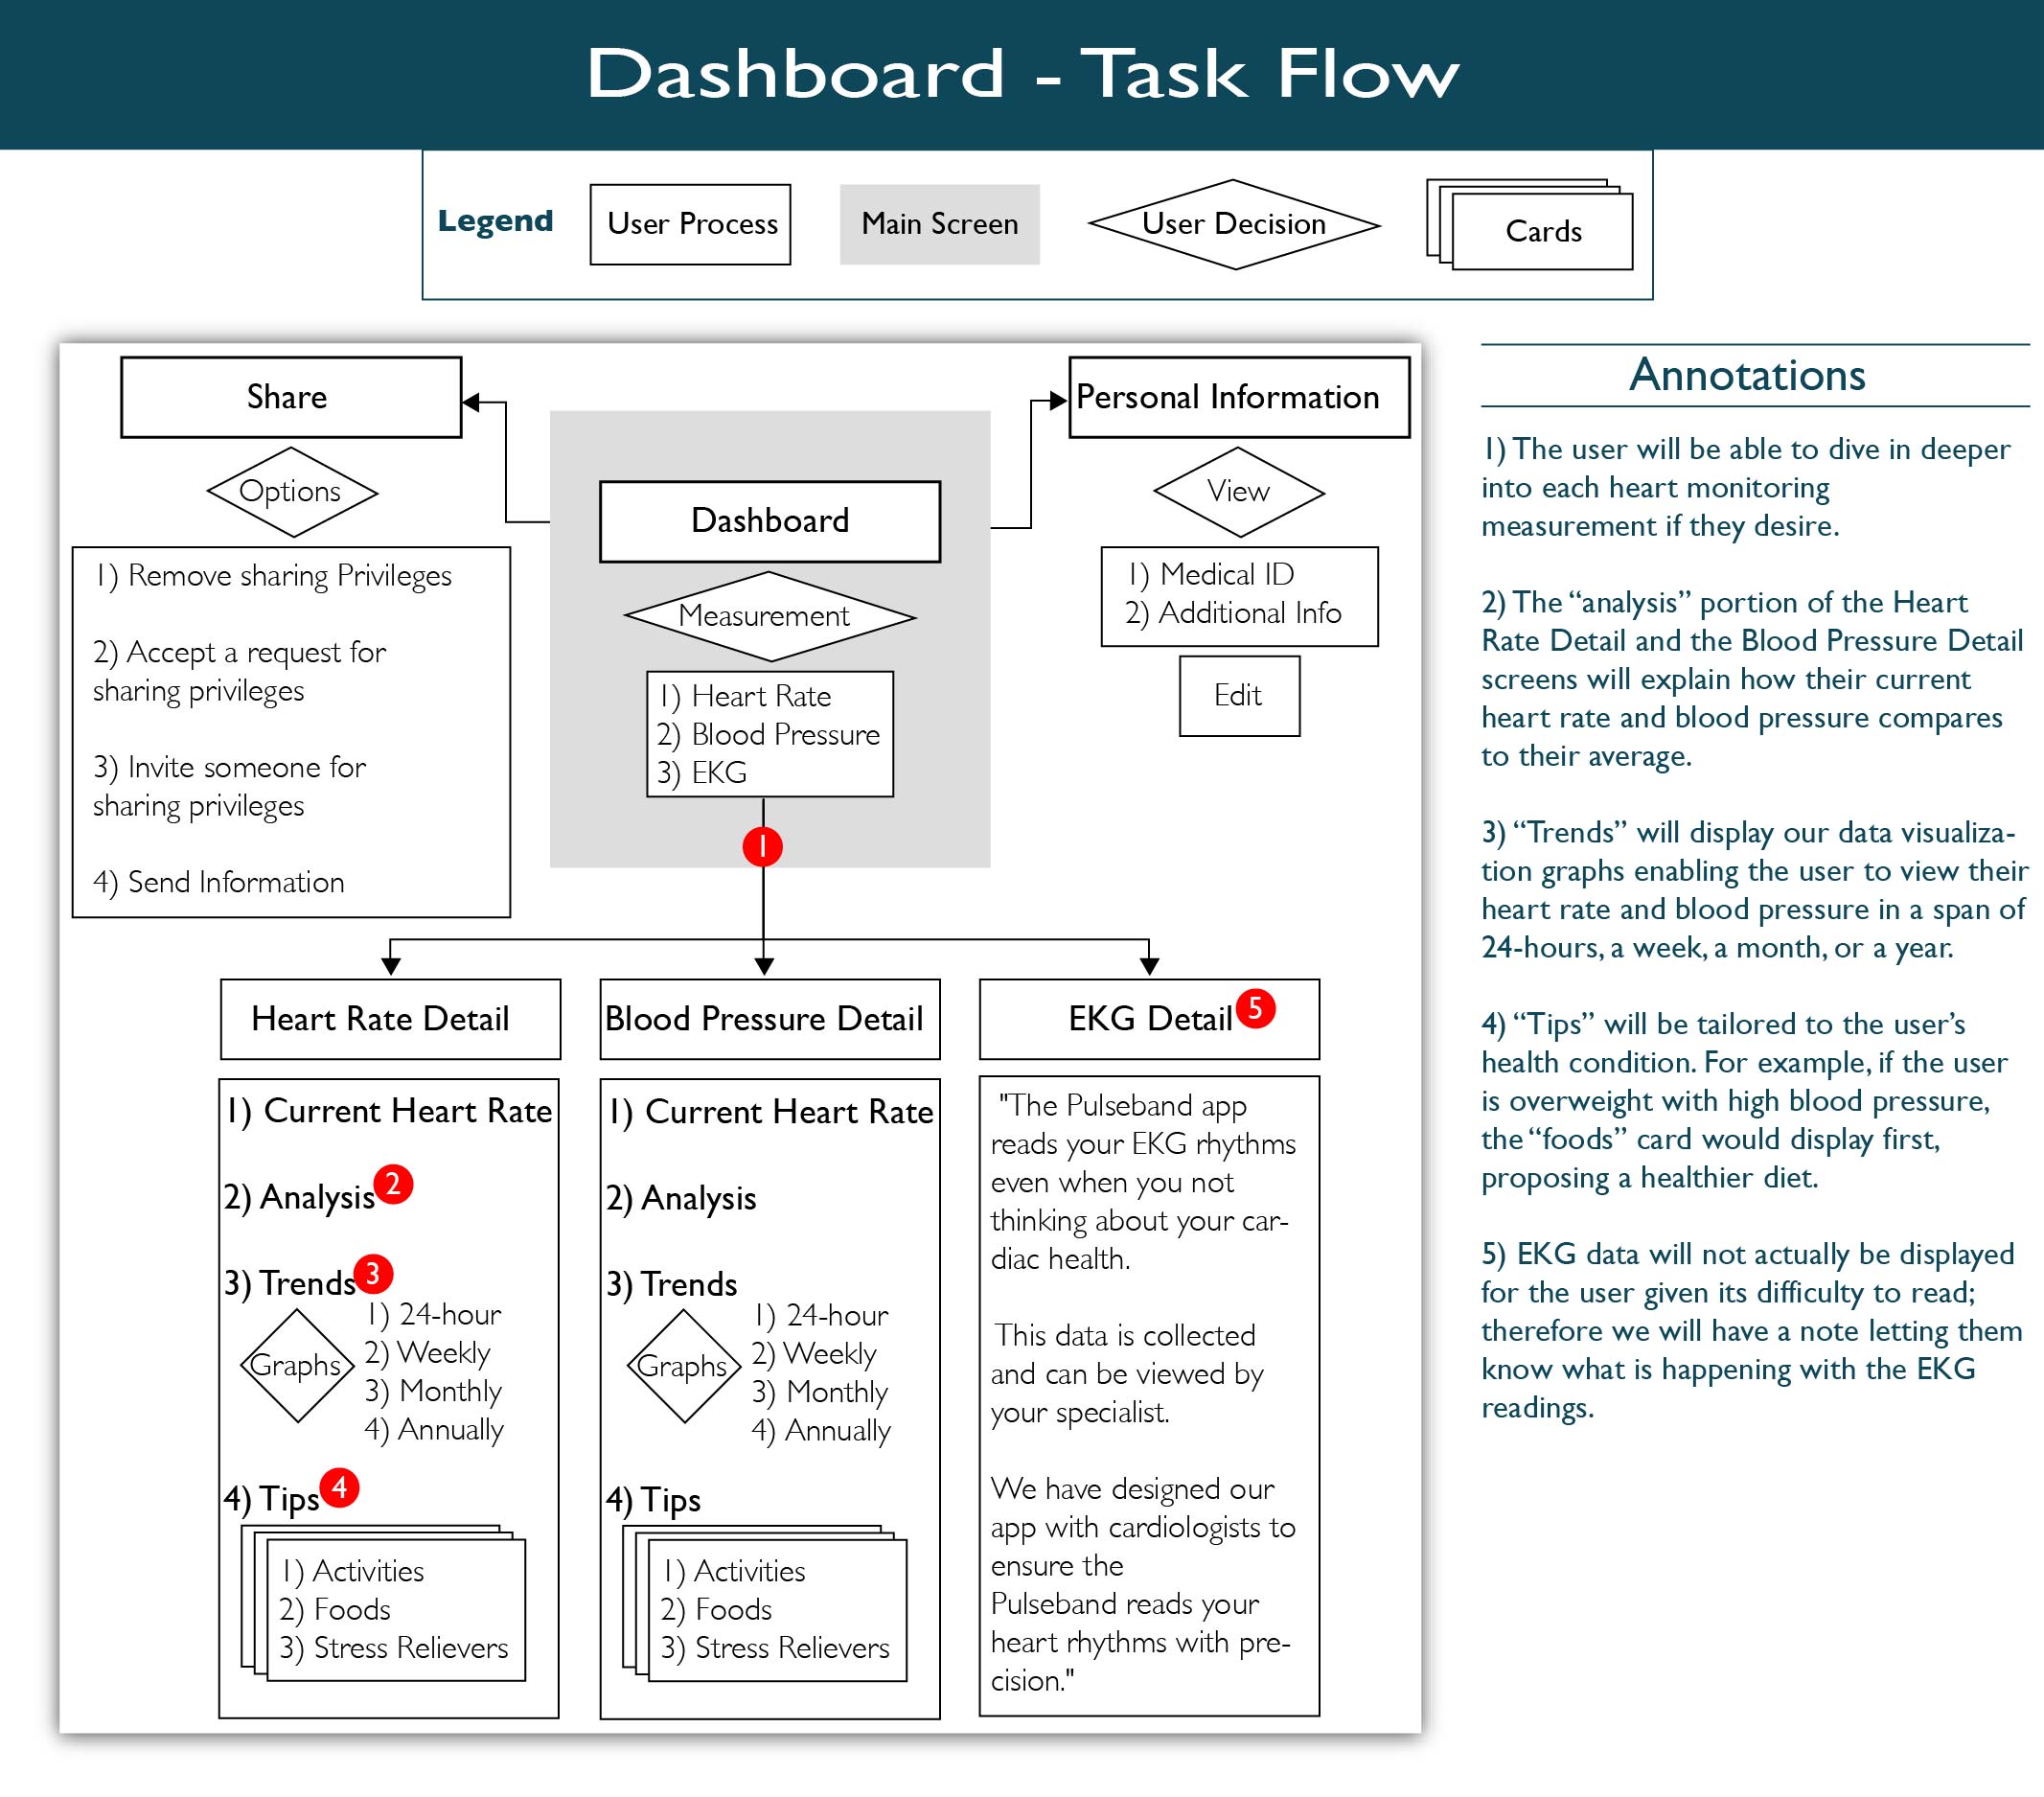 Dashboard - Task Flow
Legend
User Process
Main Screen
User Decision
Cards
Share
Options
1) Remove sharing Privileges
2) Accept a request for
sharing privileges
3) Invite someone for
sharing privileges
4) Send Information
Dashboard
Measurement
1) Heart Rate
2) Blood Pressure
3) EKG
1
Personal Information
View
1) Medical ID
2) Additional Info
Edit
Heart Rate Detail
1) Current Heart Rate
2) Analysis 2
3) Trends 3
Graphs
1) 24-hour
2) Weekly
3) Monthly
4) Annually
4) Tips 4
1) Activities
2) Foods
3) Stress Relievers
Blood Pressure Detail
1) Current Heart Rate
2) Analysis
3) Trends
Graphs
1) 24-hour
2) Weekly
3) Monthly
4) Annually
4) Tips
1) Activities
2) Foods
3) Stress Relievers
EKG Detail 5
"The Pulseband app
reads your EKG rhythms
even when you not
thinking about your car-
diac health.
This data is collected
and can be viewed by
your specialist.
We have designed our
app with cardiologists to
ensure the
Pulseband reads your
heart rhythms with pre-
cision."
Annotations
1) The user will be able to dive in deeper
into each heart monitoring
measurement if they desire.
2) The “analysis” portion of the Heart
Rate Detail and the Blood Pressure Detail
screens will explain how their current
heart rate and blood pressure compares
to their average.
3) “Trends” will display our data visualiza-
tion graphs enabling the user to view their
heart rate and blood pressure in a span of
24-hours, a week, a month, or a year.
4) “Tips” will be tailored to the user’s
health condition. For example, if the user
is overweight with high blood pressure,
the “foods” card would display first,
proposing a healthier diet.
5) EKG data will not actually be displayed
for the user given its difficulty to read;
therefore we will have a note letting them
know what is happening with the EKG
readings.